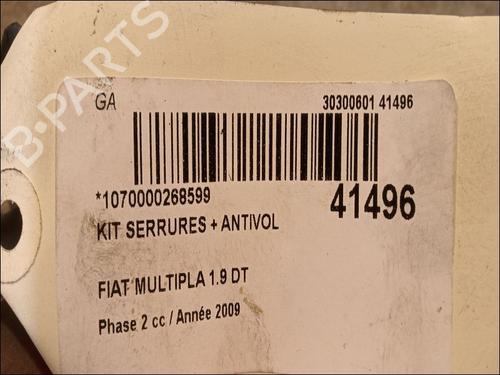 B-PARTS
GA 30300601 41496
*1070000268599 41496
KIT SERRURES + ANTIVOL
FIAT MULTIPLA 1.9 DT
Phase 2 cc / Année 2009